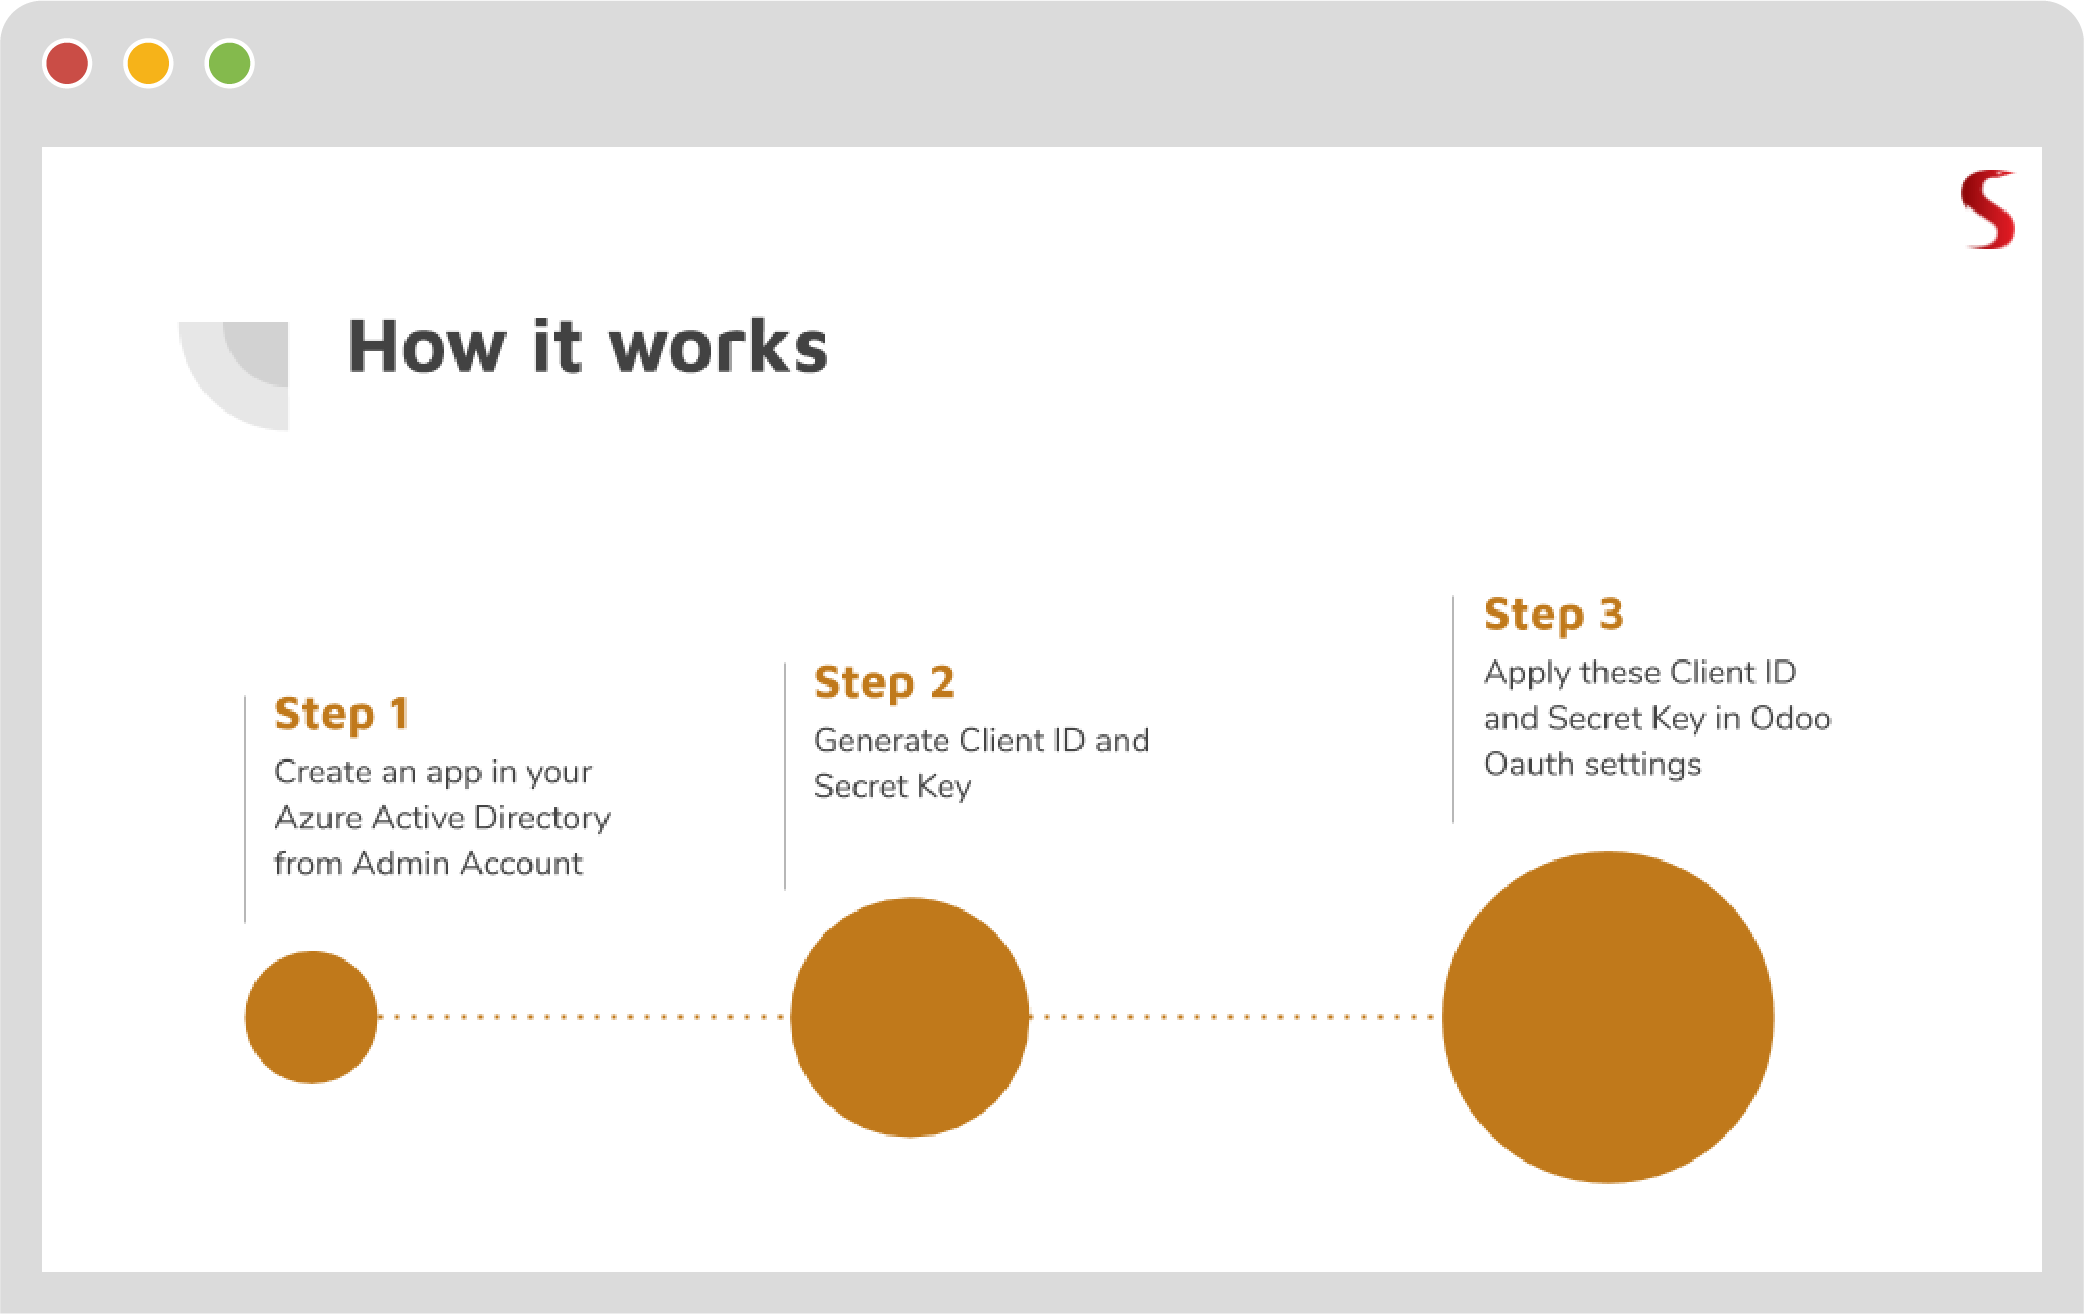 How it works
Step 1
Create an app in your
Azure Active Directory
from Admin Account
Step 2
Generate Client ID and
Secret Key
Step 3
Apply these Client ID
and Secret Key in Odoo
Oauth settings